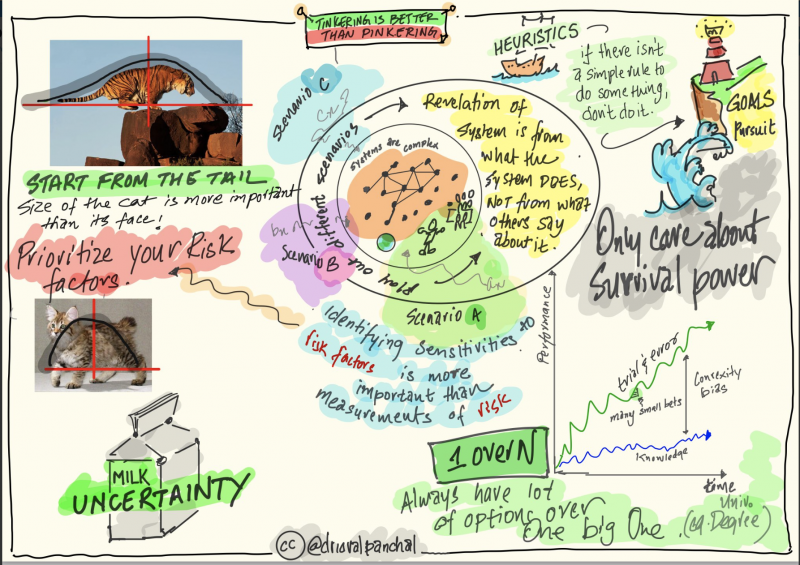 TINKERING IS BETTER
THAN PINKERING
HEURISTICS
if there isn't
a simple rule to
do something,
don't do it.
GOALS
Pursuit
Only care about
Survival power
START FROM THE TAIL
Size of the cat is more important
than its face!
Prioritize your Risk
factors.
Scenario C
Systems are complex
play out different scenarios
Scenario B
Scenario A
Revelation of
System is from
what the
System DOES,
NOT from what
others say
about it.
Identifying Sensitivities to
risk factors
is more
important than
measurements of risk
Performance
trial & error
many small bets
Convexity
bias
Knowledge
time
MILK
UNCERTAINTY
1 over N
Always have lot
of options over
One big One.
Univ.
(eg. Degree)
cc